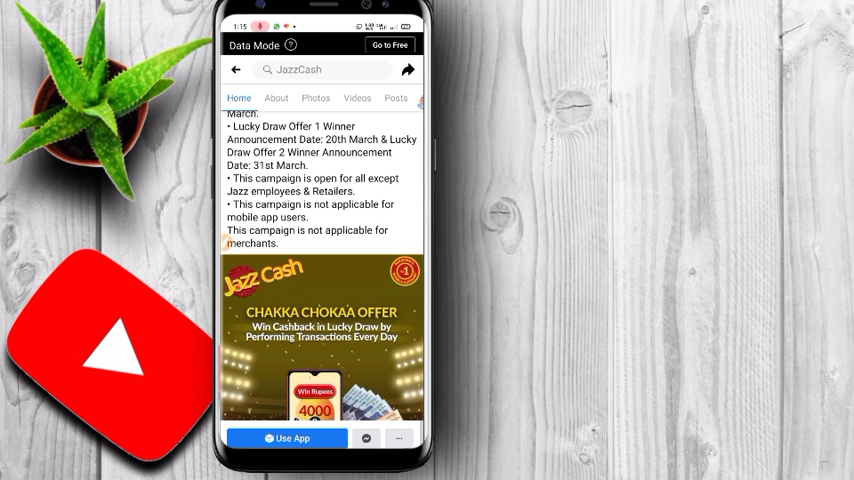 1:15
Data Mode ?
Go to Free
JazzCash
Home About Photos Videos Posts
March.
• Lucky Draw Offer 1 Winner
Announcement Date: 20th March & Lucky
Draw Offer 2 Winner Announcement
Date: 31st March.
• This campaign is open for all except
Jazz employees & Retailers.
• This campaign is not applicable for
mobile app users.
This campaign is not applicable for
merchants.
Jazz Cash
CHAKKA CHOKAA OFFER
Win Cashback in Lucky Draw by
Performing Transactions Every Day
Win Rupees
4000
Use App